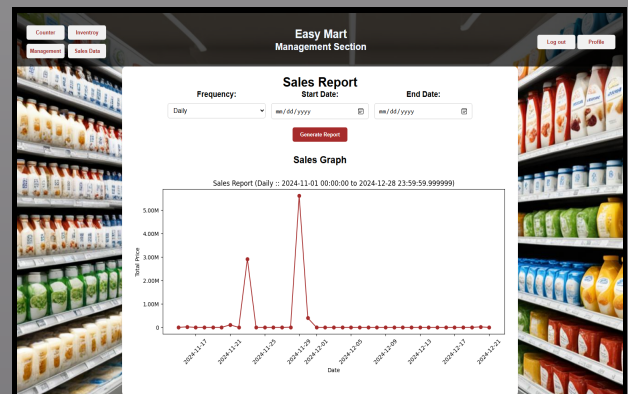 Counter Inventroy
Easy Mart
Management Section
Log out Profile
Management Sales Data
Sales Report
Frequency: Start Date: End Date:
Daily mm/dd/yyyy mm/dd/yyyy
Generate Report
Sales Graph
Sales Report (Daily :: 2024-11-01 00:00:00 to 2024-12-28 23:59:59.999999)
5.00M
4.00M
3.00M
2.00M
1.00M
0
Total Price
2024-11-17 2024-11-21 2024-11-25 2024-11-29 2024-12-01 2024-12-05 2024-12-09 2024-12-13 2024-12-17 2024-12-21
Date